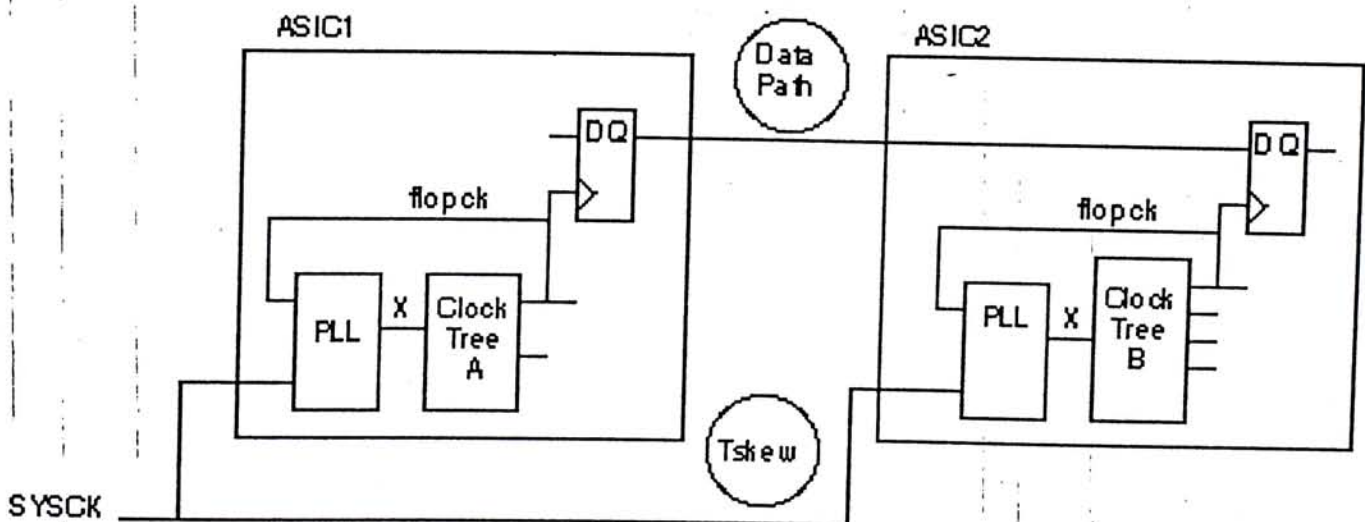 ASIC1
Data
Path
ASIC2
DQ
DQ
flopck
flopck
PLL
X
Clock
Tree
A
PLL
X
Clock
Tree
B
Tskew
SYSCK